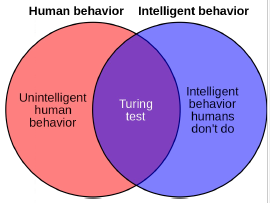 Human behavior
Intelligent behavior
Unintelligent
human
behavior
Turing
test
Intelligent
behavior
humans
don't do